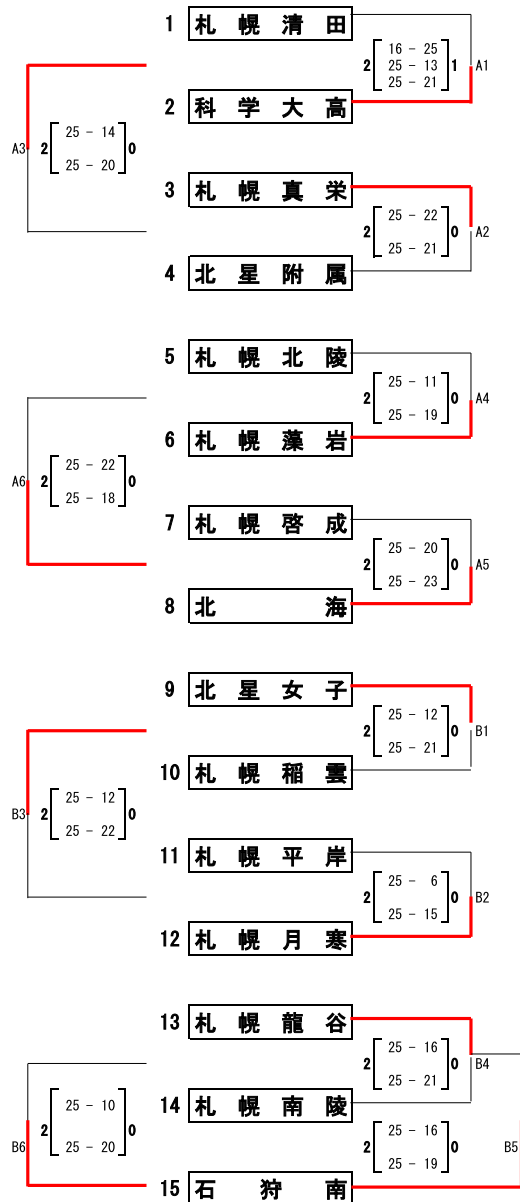 1 札幌清田
2 16 - 25 1 A1
25 - 13
25 - 21
2 科学大高
A3 2 25 - 14 0
25 - 20
3 札幌真栄
2 25 - 22 0 A2
25 - 21
4 北星附属
5 札幌北陵
2 25 - 11 0 A4
25 - 19
6 札幌藻岩
A6 2 25 - 22 0
25 - 18
7 札幌啓成
2 25 - 20 0 A5
25 - 23
8 北海
9 北星女子
2 25 - 12 0 B1
25 - 21
10 札幌稲雲
B3 2 25 - 12 0
25 - 22
11 札幌平岸
2 25 - 6 0 B2
25 - 15
12 札幌月寒
13 札幌龍谷
2 25 - 16 0 B4
25 - 21
14 札幌南陵
B6 2 25 - 10 0
25 - 20
2 25 - 16 0 B5
25 - 19
15 石狩南